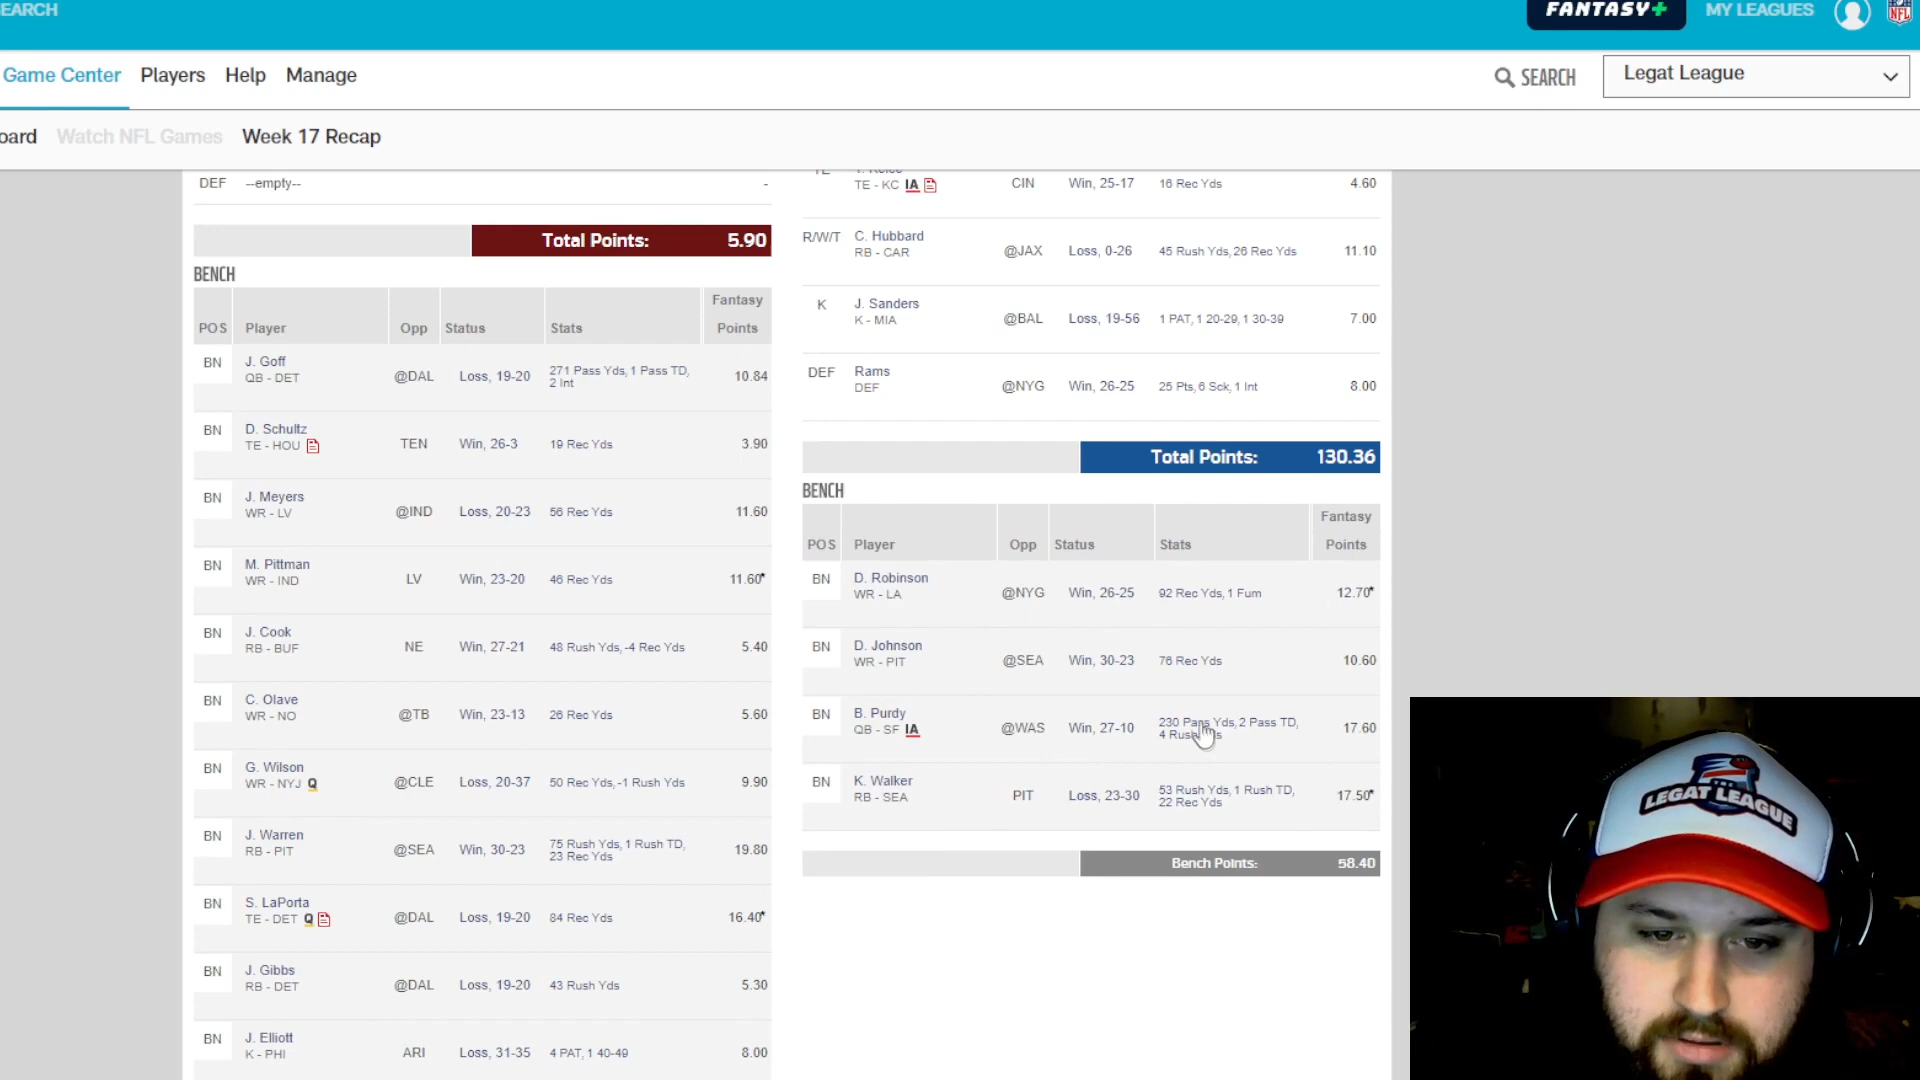 EARCH
FANTASY+
MY LEAGUES
NFL
Game Center Players Help Manage
SEARCH
Legat League
oard Watch NFL Games Week 17 Recap
DEF --empty-- -
Total Points: 5.90
BENCH
POS Player Opp Status Stats Fantasy Points
BN J. Goff @DAL Loss, 19-20 271 Pass Yds, 1 Pass TD, 10.84
QB - DET 2 Int
BN D. Schultz TEN Win, 26-3 19 Rec Yds 3.90
TE - HOU
BN J. Meyers @IND Loss, 20-23 56 Rec Yds 11.60
WR - LV
BN M. Pittman LV Win, 23-20 46 Rec Yds 11.60*
WR - IND
BN J. Cook NE Win, 27-21 48 Rush Yds, -4 Rec Yds 5.40
RB - BUF
BN C. Olave @TB Win, 23-13 26 Rec Yds 5.60
WR - NO
BN G. Wilson @CLE Loss, 20-37 50 Rec Yds, -1 Rush Yds 9.90
WR - NYJ Q
BN J. Warren @SEA Win, 30-23 75 Rush Yds, 1 Rush TD, 19.80
RB - PIT 23 Rec Yds
BN S. LaPorta @DAL Loss, 19-20 84 Rec Yds 16.40*
TE - DET Q
BN J. Gibbs @DAL Loss, 19-20 43 Rush Yds 5.30
RB - DET
BN J. Elliott ARI Loss, 31-35 4 PAT, 1 40-49 8.00
K - PHI
TE - KC IA CIN Win, 25-17 16 Rec Yds 4.60
R/W/T C. Hubbard @JAX Loss, 0-26 45 Rush Yds, 26 Rec Yds 11.10
RB - CAR
K J. Sanders @BAL Loss, 19-56 1 PAT, 1 20-29, 1 30-39 7.00
K - MIA
DEF Rams @NYG Win, 26-25 25 Pts, 6 Sck, 1 Int 8.00
DEF
Total Points: 130.36
BENCH
POS Player Opp Status Stats Fantasy Points
BN D. Robinson @NYG Win, 26-25 92 Rec Yds, 1 Fum 12.70*
WR - LA
BN D. Johnson @SEA Win, 30-23 76 Rec Yds 10.60
WR - PIT
BN B. Purdy @WAS Win, 27-10 230 Pass Yds, 2 Pass TD, 17.60
QB - SF IA 4 Rush
BN K. Walker PIT Loss, 23-30 53 Rush Yds, 1 Rush TD, 17.50*
RB - SEA 22 Rec Yds
Bench Points: 58.40
THE
LEGAT LEAGUE